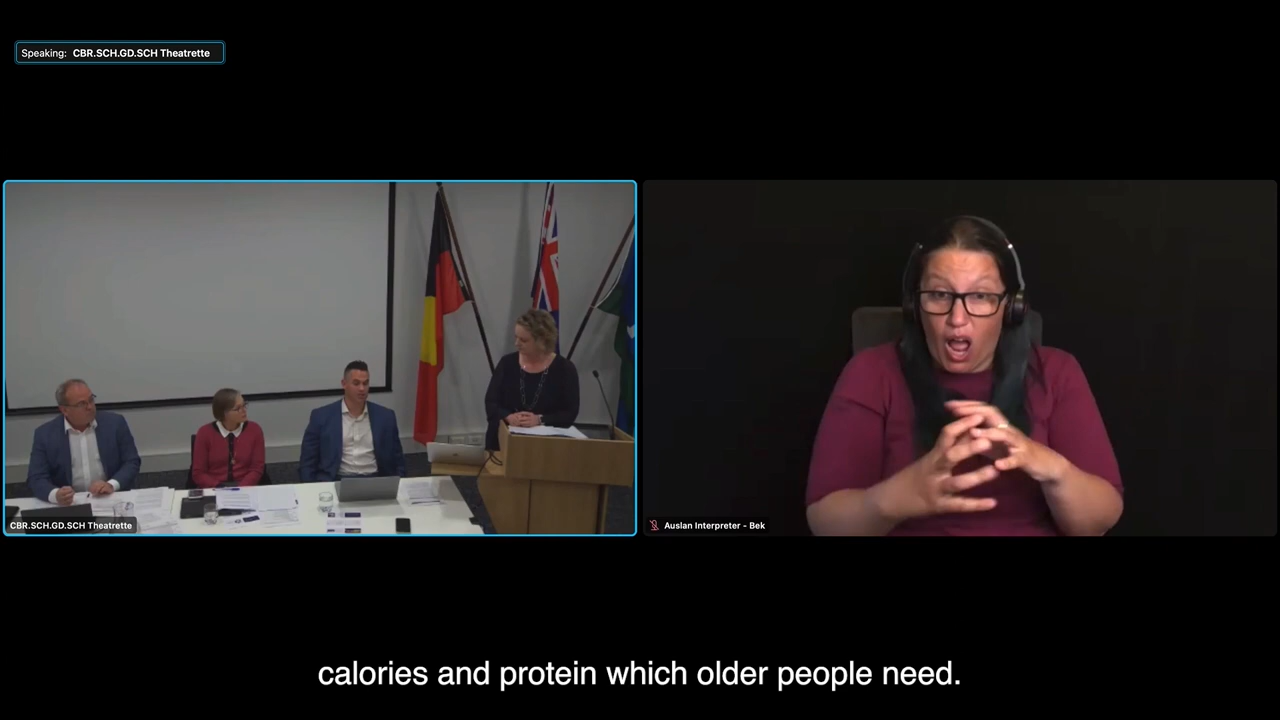 Speaking: CBR.SCH.GD.SCH Theatrette
CBR.SCH.GD.SCH Theatrette
Auslan Interpreter - Bek
calories and protein which older people need.